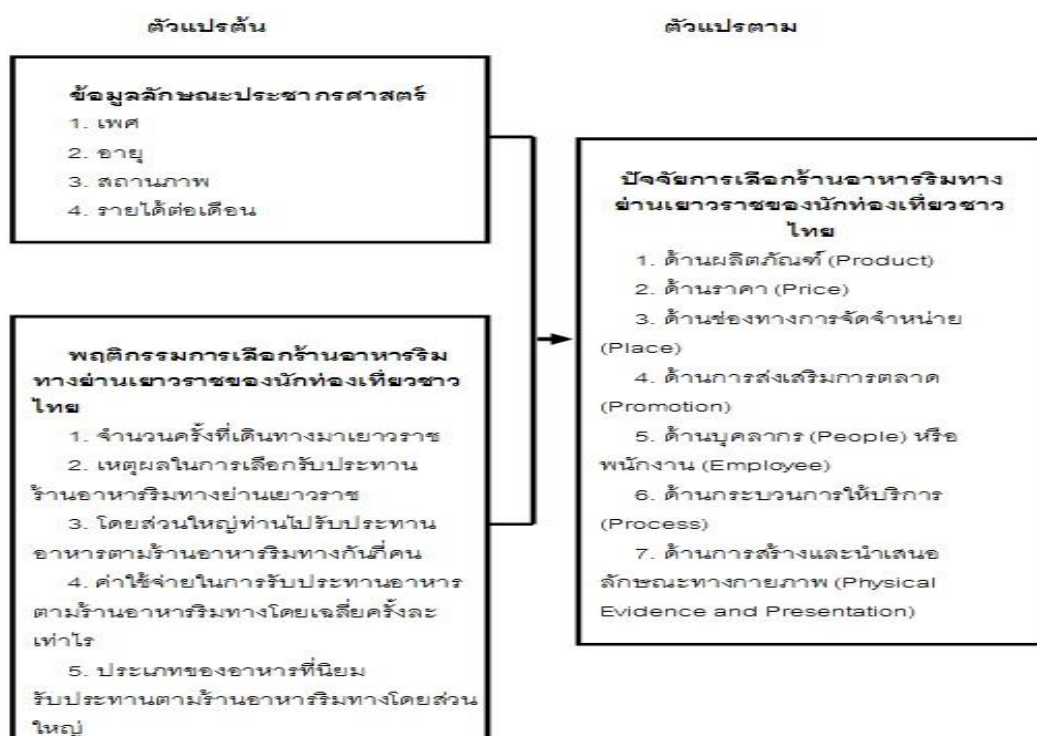 ตัวแปรต้น
ตัวแปรตาม
ข้อมูลลักษณะประชากรศาสตร์
1. เพศ
2. อายุ
3. สถานภาพ
4. รายได้ต่อเดือน
พฤติกรรมการเลือกร้านอาหารริม
ทางย่านเยาวราชของนักท่องเที่ยวชาว
ไทย
1. จำนวนครั้งที่เดินทางมาเยาวราช
2. เหตุผลในการเลือกรับประทาน
ร้านอาหารริมทางย่านเยาวราช
3. โดยส่วนใหญ่ท่านไปรับประทาน
อาหารตามร้านอาหารริมทางกันกี่คน
4. ค่าใช้จ่ายในการรับประทานอาหาร
ตามร้านอาหารริมทางโดยเฉลี่ยครั้งละ
เท่าไร
5. ประเภทของอาหารที่นิยม
รับประทานตามร้านอาหารริมทางโดยส่วน
ใหญ่
ปัจจัยการเลือกร้านอาหารริมทาง
ย่านเยาวราชของนักท่องเที่ยวชาว
ไทย
1. ด้านผลิตภัณฑ์ (Product)
2. ด้านราคา (Price)
3. ด้านช่องทางการจัดจำหน่าย
(Place)
4. ด้านการส่งเสริมการตลาด
(Promotion)
5. ด้านบุคลากร (People) หรือ
พนักงาน (Employee)
6. ด้านกระบวนการให้บริการ
(Process)
7. ด้านการสร้างและนำเสนอ
ลักษณะทางกายภาพ (Physical
Evidence and Presentation)